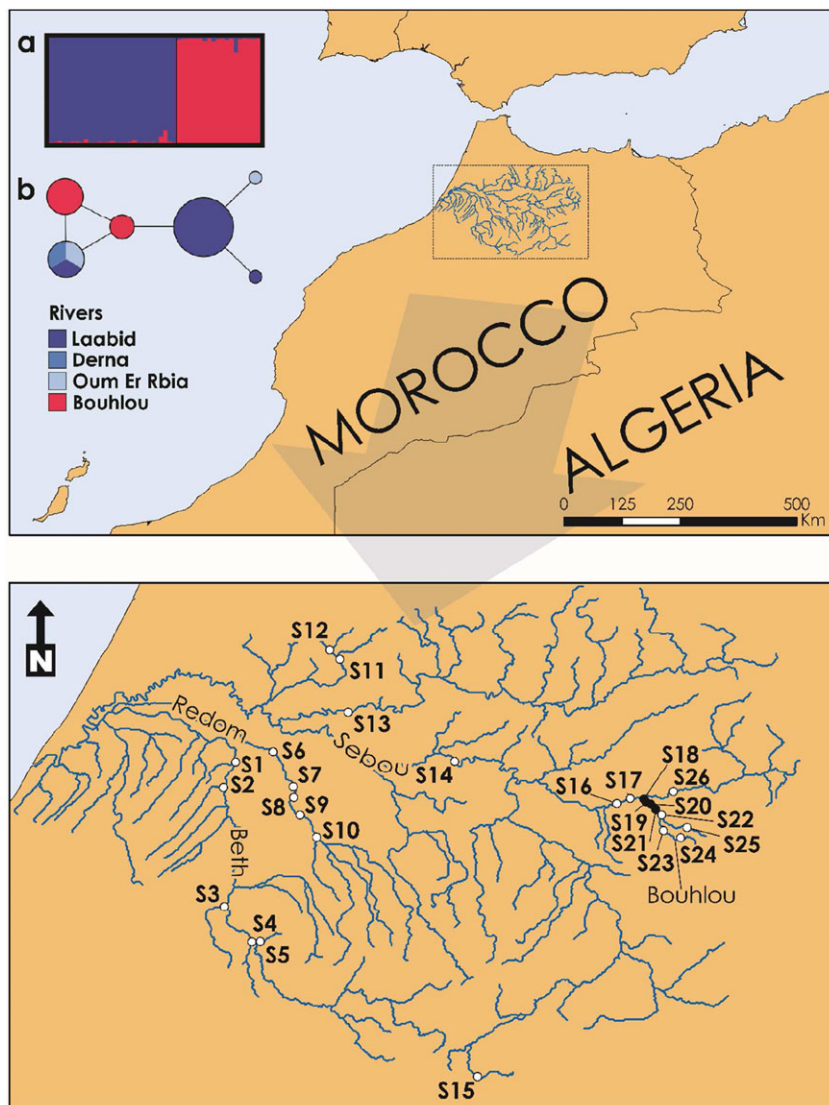 a
b
Rivers
Laabid
Derna
Oum Er Rbia
Bouhlou
MOROCCO
ALGERIA
0 125 250 500
Km
N
S12
S11
S13
Redom
Sebou
S6
S1
S14
S7
S2
S8
S9
S10
Beth
S16
S17
S18
S26
S19
S20
S21
S22
S23
S24
S25
Bouhlou
S3
S4
S5
S15